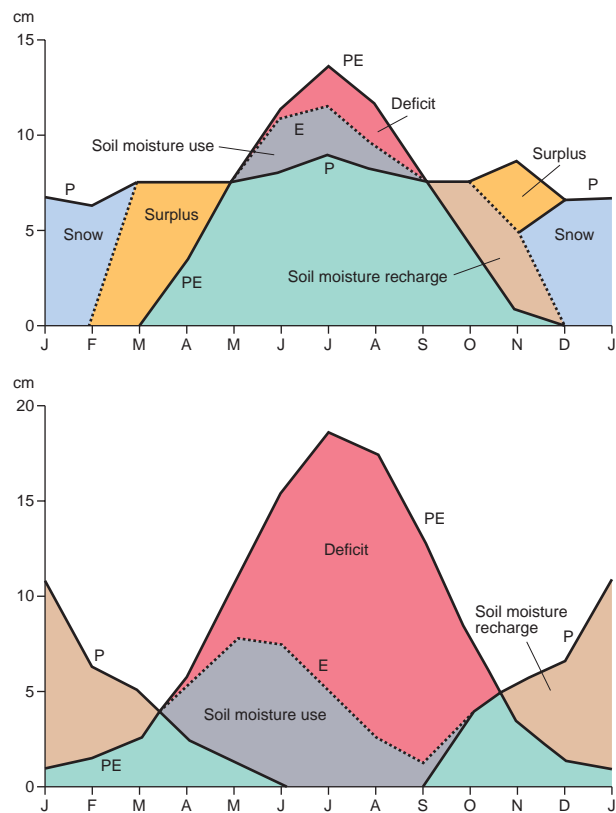 cm
15
PE
Deficit
Soil moisture use
E
10
Surplus
P
P
P
Snow
Surplus
Snow
5
Soil moisture recharge
PE
0
J F M A M J J A S O N D J
cm
20
15
PE
Deficit
10
Soil moisture
recharge
P
P
E
5
Soil moisture use
PE
0
J F M A M J J A S O N D J